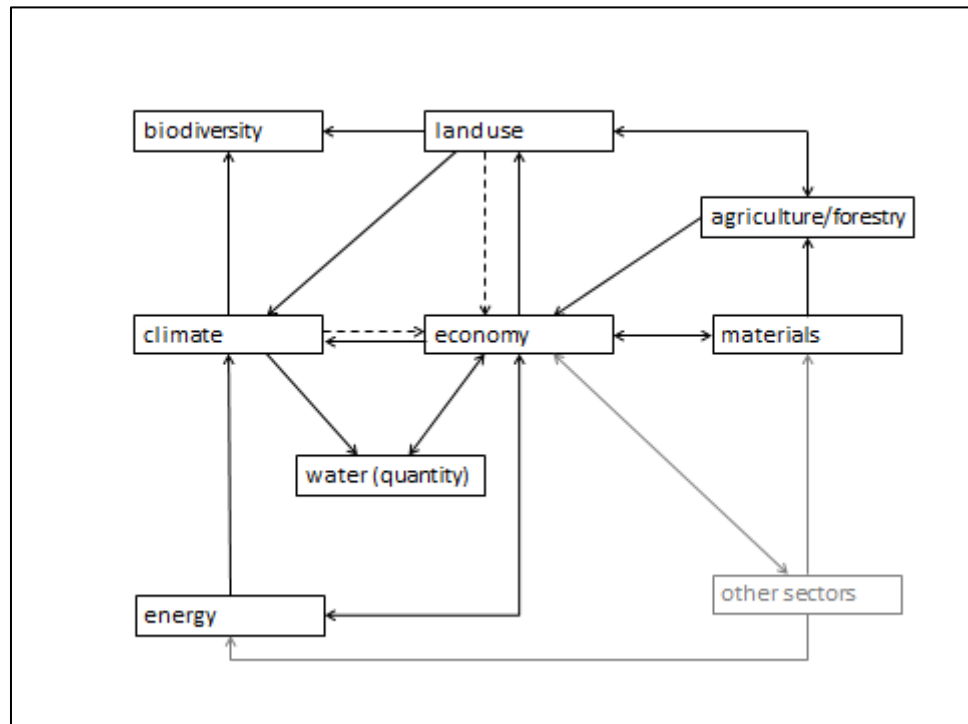 biodiversity
land use
agriculture/forestry
climate
economy
materials
water (quantity)
energy
other sectors